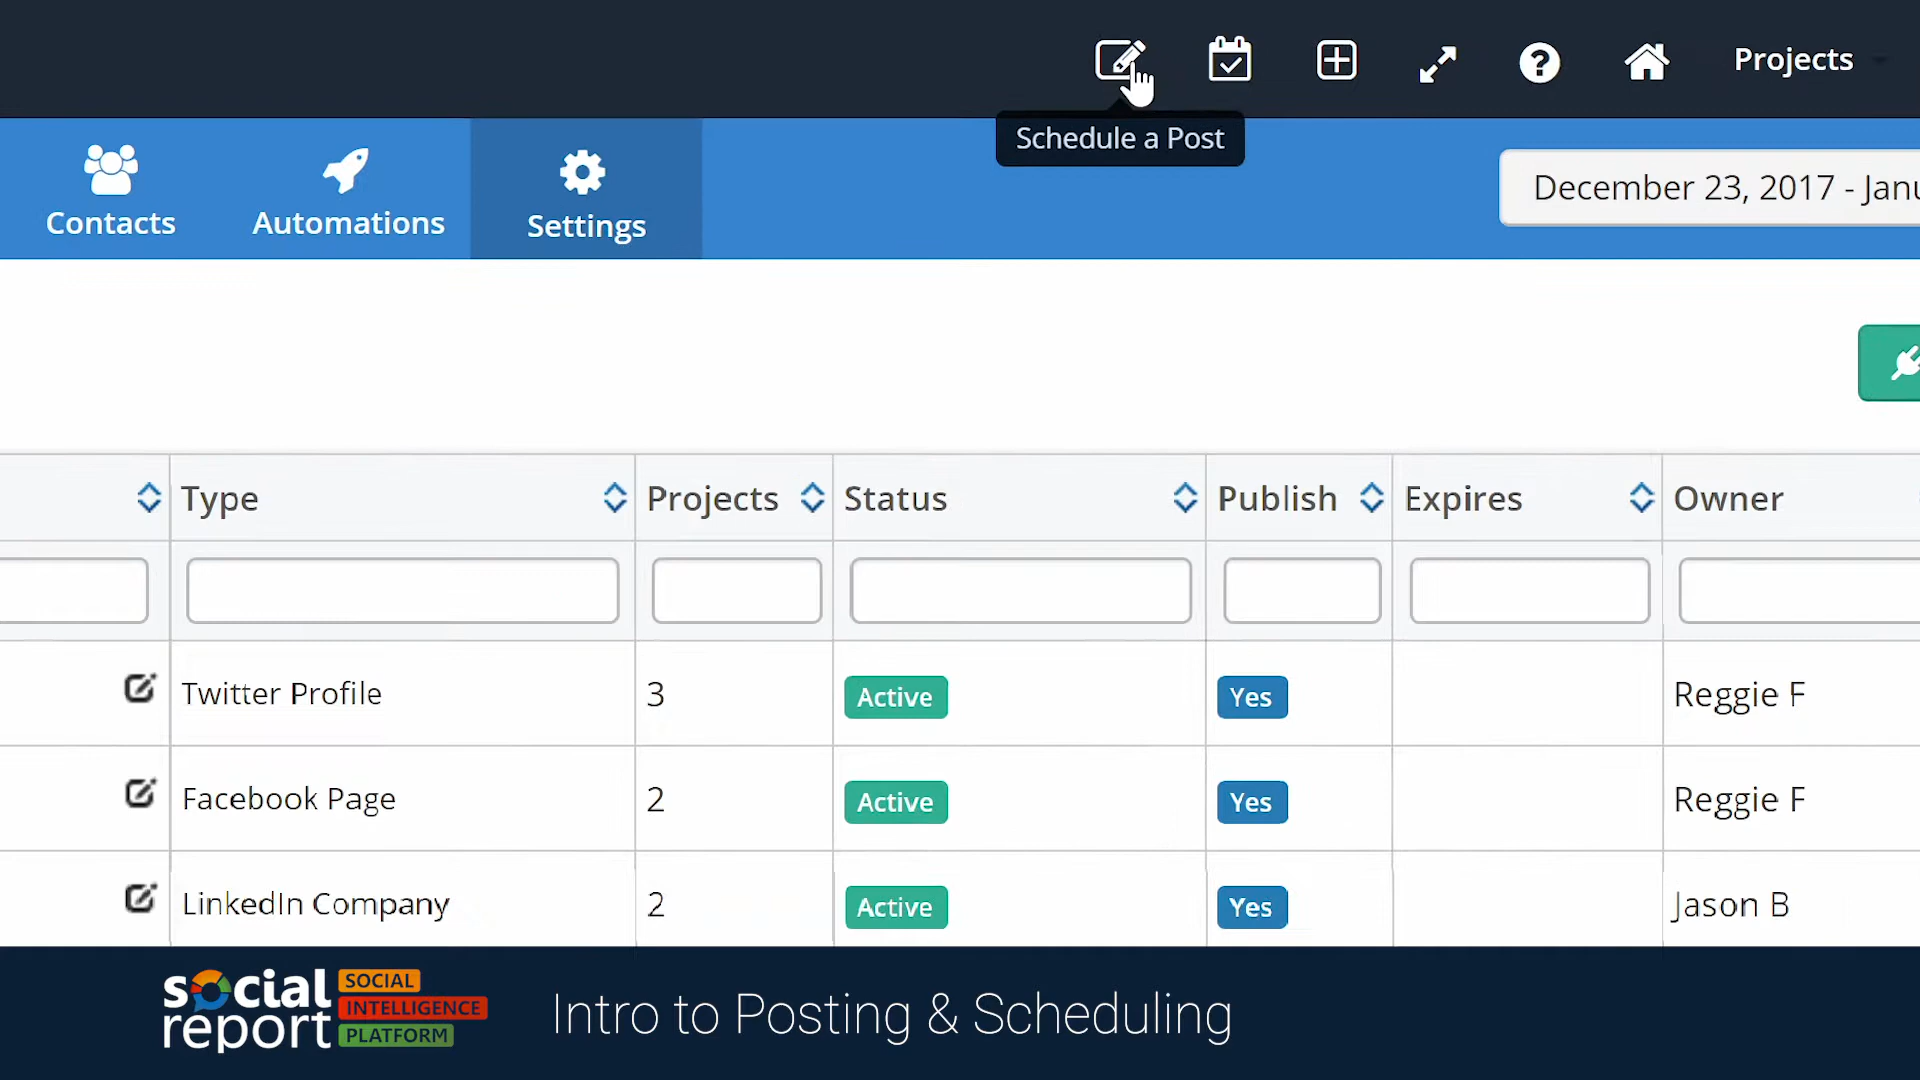 Projects
Schedule a Post
Contacts
Automations
Settings
December 23, 2017 - Janu
Type
Projects
Status
Publish
Expires
Owner
Twitter Profile
3
Active
Yes
Reggie F
Facebook Page
2
Active
Yes
Reggie F
LinkedIn Company
2
Active
Yes
Jason B
social
report
SOCIAL
INTELLIGENCE
PLATFORM
Intro to Posting & Scheduling